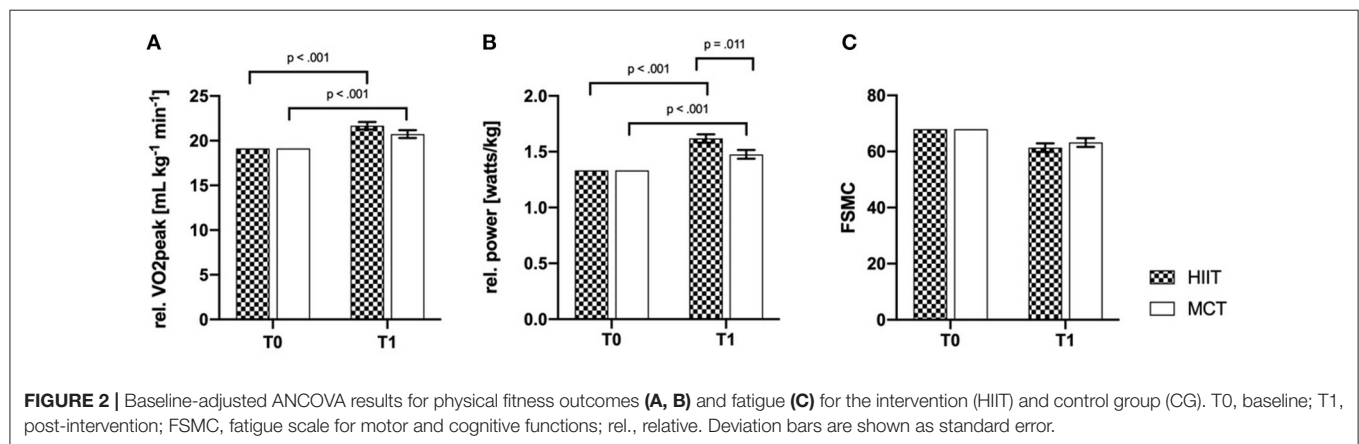 A
p < .001
p < .001
rel. VO2peak [mL kg⁻¹ min⁻¹]
25
20
15
10
5
0
T0
T1
B
p = .011
p < .001
p < .001
rel. power [watts/kg]
2.0
1.5
1.0
0.5
0.0
T0
T1
C
FSMC
80
60
40
20
0
T0
T1
HIIT
MCT
FIGURE 2 | Baseline-adjusted ANCOVA results for physical fitness outcomes (A, B) and fatigue (C) for the intervention (HIIT) and control group (CG). T0, baseline; T1,
post-intervention; FSMC, fatigue scale for motor and cognitive functions; rel., relative. Deviation bars are shown as standard error.